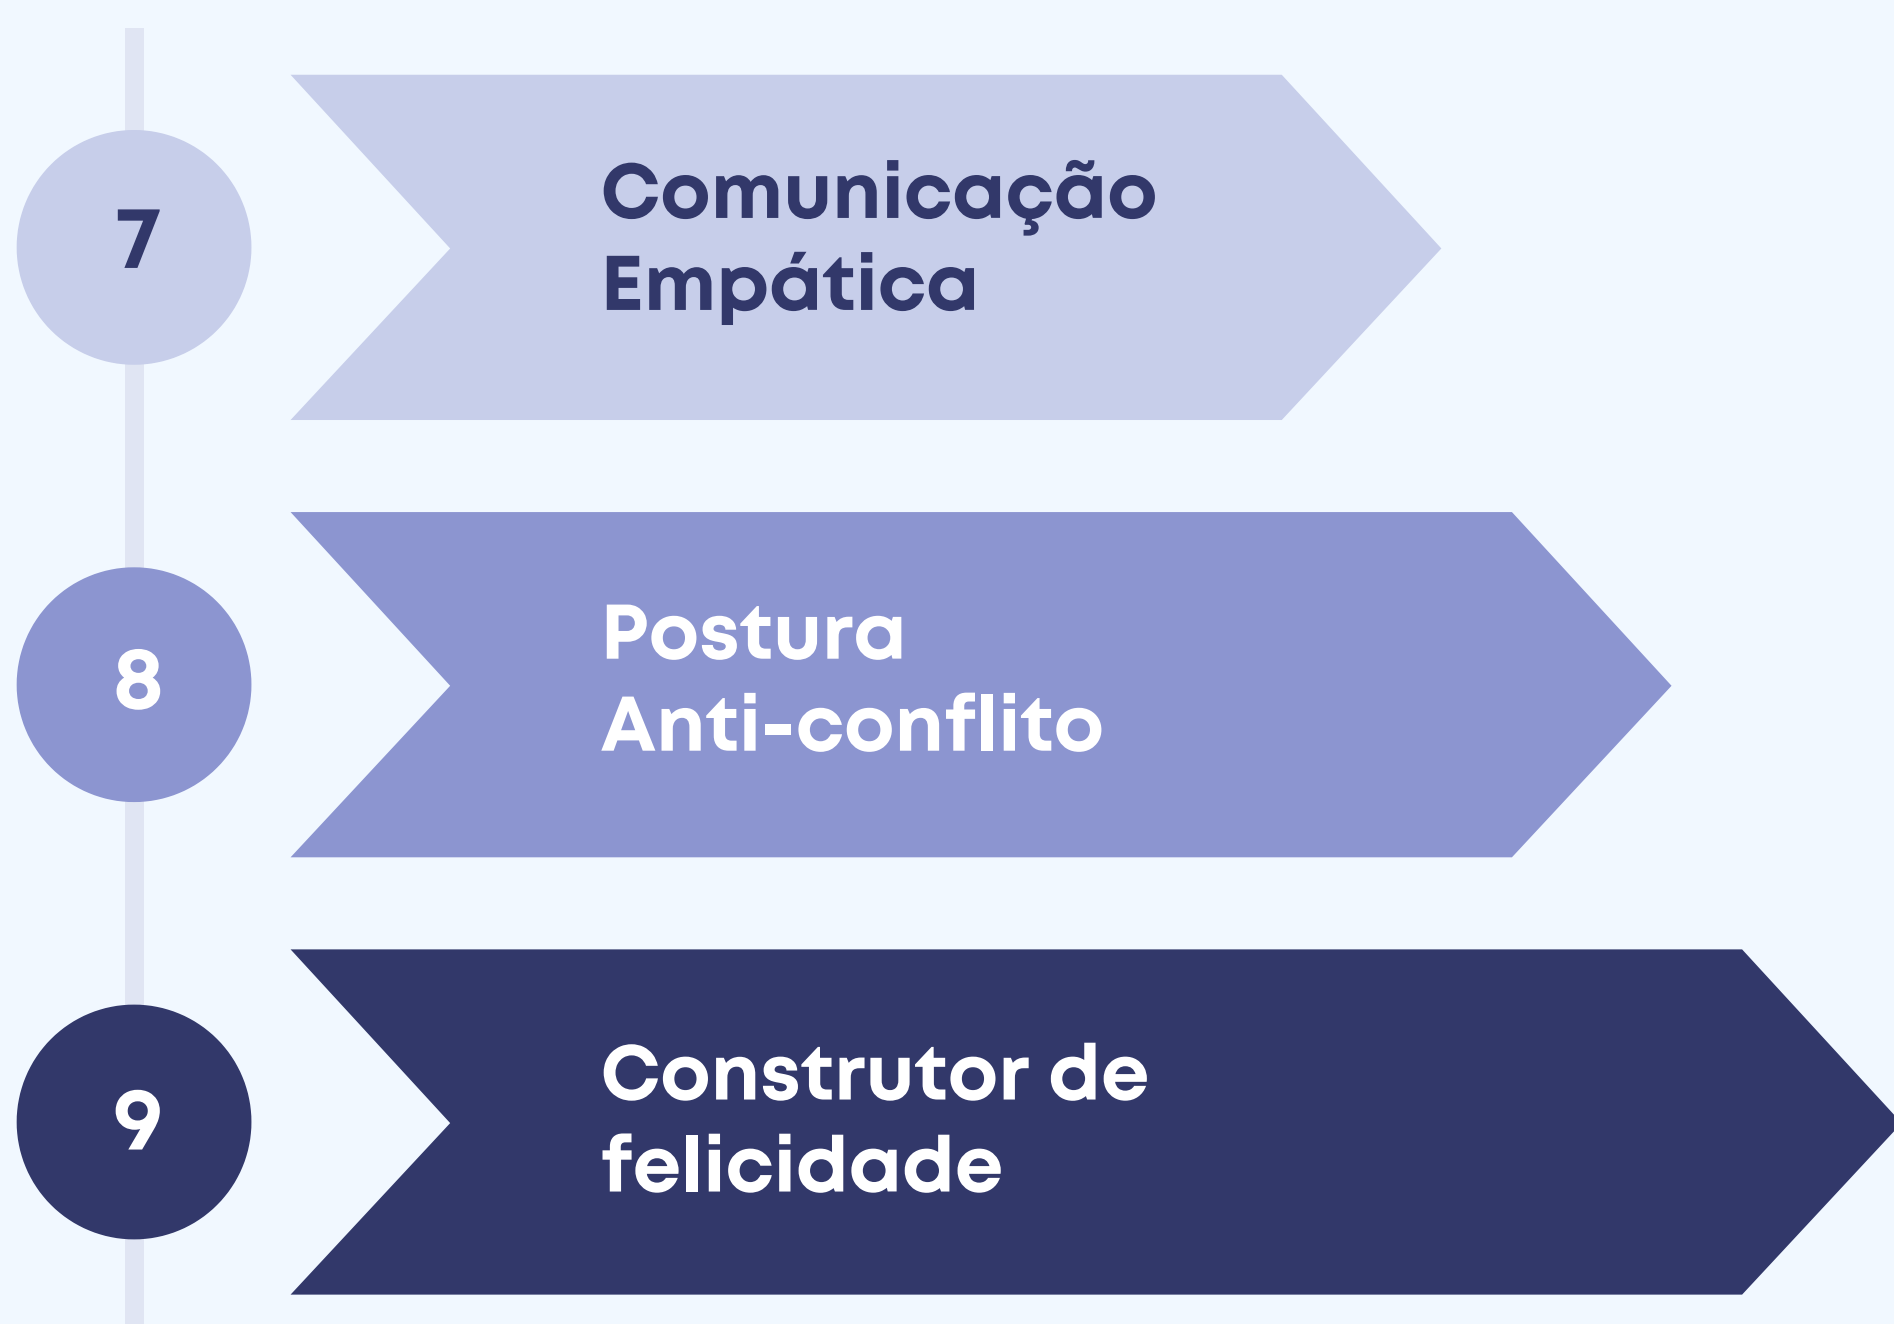 7
Comunicação
Empática
8
Postura
Anti-conflito
9
Construtor de
felicidade